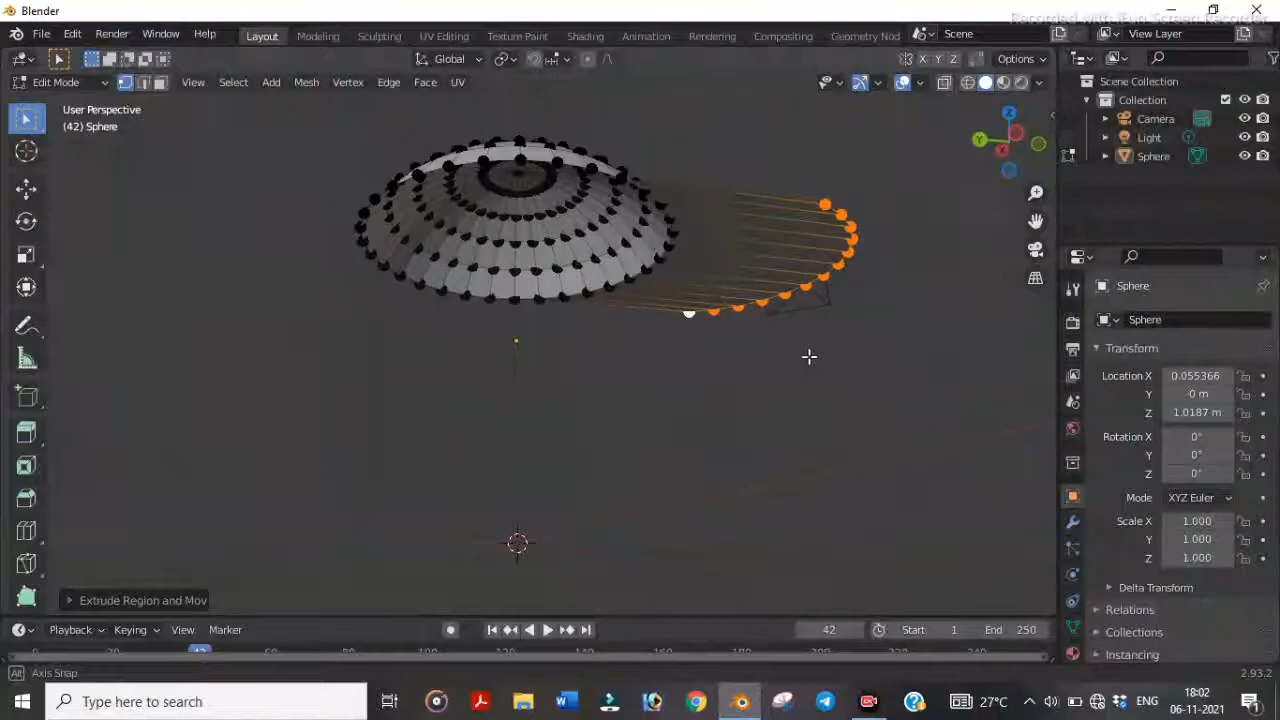 Blender
Recorded with iFun Screen Recorder
File Edit Render Window Help Layout Modeling Sculpting UV Editing Texture Paint Shading Animation Rendering Compositing Geometry Nod Scene View Layer
Global X Y Z Options
Edit Mode View Select Add Mesh Vertex Edge Face UV
User Perspective
(42) Sphere
Z
Y
X
Scene Collection
Collection
Camera
Light
Sphere
Sphere
Sphere
Transform
Location X 0.055366
Y -0 m
Z 1.0187 m
Rotation X 0°
Y 0°
Z 0°
Mode XYZ Euler
Scale X 1.000
Y 1.000
Z 1.000
Delta Transform
Relations
Collections
Instancing
Extrude Region and Mov
Playback Keying View Marker 42 Start 1 End 250
Alt Axis Snap 2.93.2
Type here to search
27°C ENG
18:02
06-11-2021